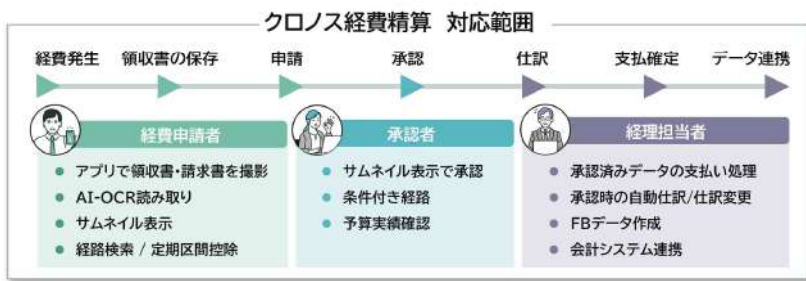 クロノス経費精算 対応範囲
経費発生 領収書の保存 申請 承認 仕訳 支払確定 データ連携
経費申請者
アプリで領収書・請求書を撮影
AI-OCR読み取り
サムネイル表示
経路検索 / 定期区間控除
承認者
サムネイル表示で承認
条件付き経路
予算実績確認
経理担当者
承認済みデータの支払い処理
承認時の自動仕訳/仕訳変更
FBデータ作成
会計システム連携